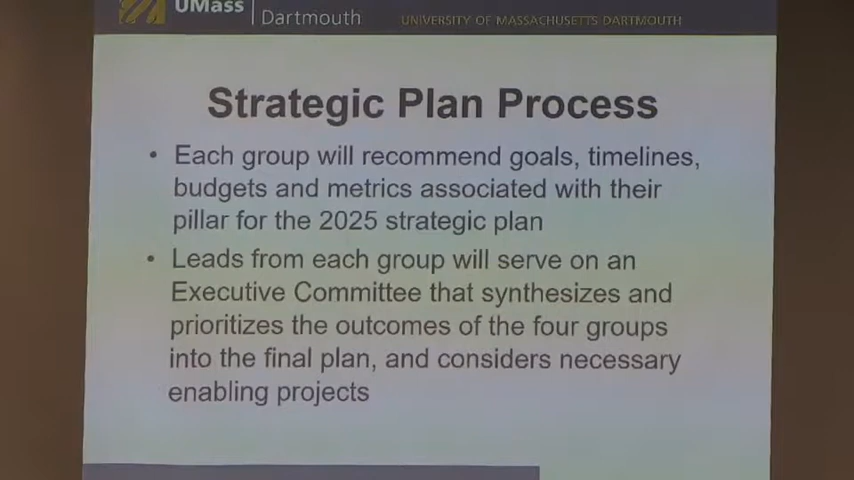 UMass
Dartmouth
UNIVERSITY OF MASSACHUSETTS DARTMOUTH
Strategic Plan Process
• Each group will recommend goals, timelines,
budgets and metrics associated with their
pillar for the 2025 strategic plan
• Leads from each group will serve on an
Executive Committee that synthesizes and
prioritizes the outcomes of the four groups
into the final plan, and considers necessary
enabling projects